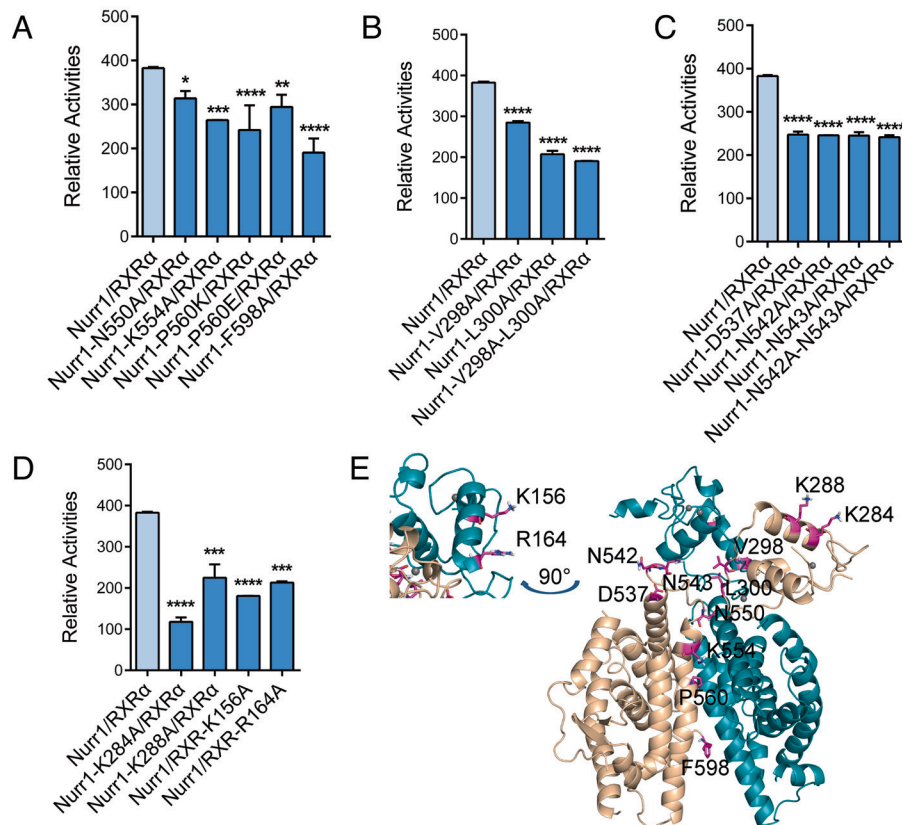 A
Relative Activities
500
400
300
200
100
0
*
***
****
**
****
Nurr1/RXRα
Nurr1-N550A/RXRα
Nurr1-K554A/RXRα
Nurr1-P560K/RXRα
Nurr1-P560E/RXRα
Nurr1-F598A/RXRα
B
Relative Activities
500
400
300
200
100
0
****
****
****
Nurr1/RXRα
Nurr1-V298A/RXRα
Nurr1-L300A/RXRα
Nurr1-V298A-L300A/RXRα
C
Relative Activities
500
400
300
200
100
0
****
****
****
****
Nurr1/RXRα
Nurr1-D537A/RXRα
Nurr1-N542A/RXRα
Nurr1-N543A/RXRα
Nurr1-N542A-N543A/RXRα
D
Relative Activities
500
400
300
200
100
0
****
***
****
***
Nurr1/RXRα
Nurr1-K284A/RXRα
Nurr1-K288A/RXRα
Nurr1/RXR-K156A
Nurr1/RXR-R164A
E
K156
R164
90°
K288
K284
N542
V298
N543
D537
L300
N550
K554
P560
F598